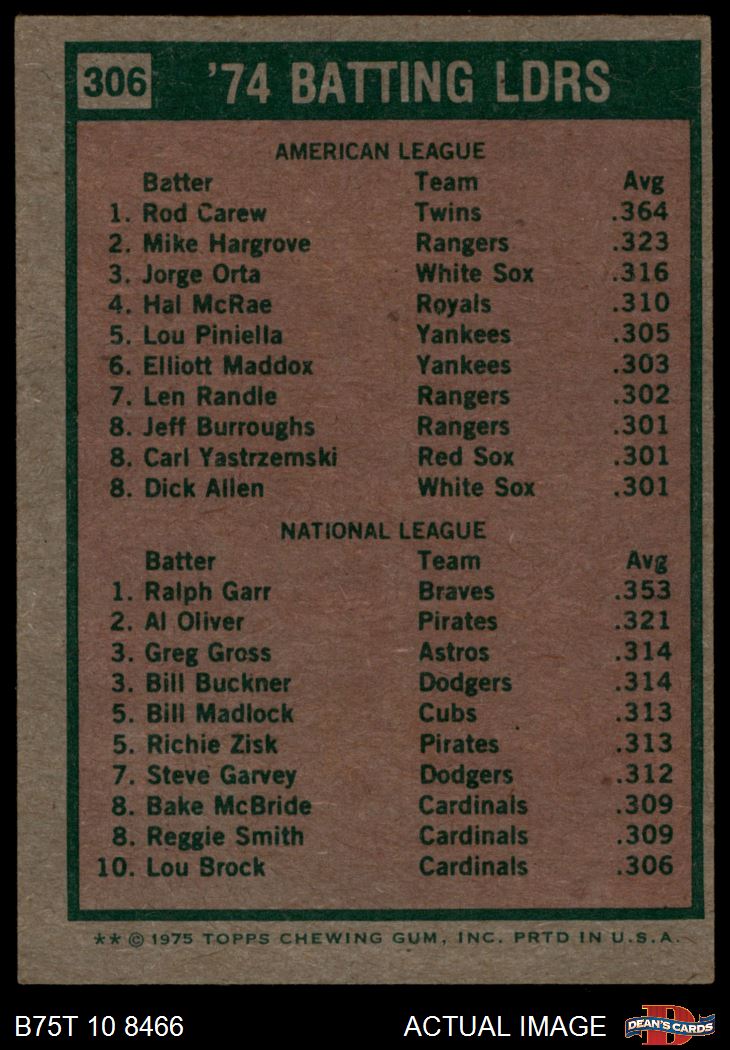 306 '74 BATTING LDRS
AMERICAN LEAGUE
Batter Team Avg
1. Rod Carew Twins .364
2. Mike Hargrove Rangers .323
3. Jorge Orta White Sox .316
4. Hal McRae Royals .310
5. Lou Piniella Yankees .305
6. Elliott Maddox Yankees .303
7. Len Randle Rangers .302
8. Jeff Burroughs Rangers .301
8. Carl Yastrzemski Red Sox .301
8. Dick Allen White Sox .301
NATIONAL LEAGUE
Batter Team Avg
1. Ralph Garr Braves .353
2. Al Oliver Pirates .321
3. Greg Gross Astros .314
3. Bill Buckner Dodgers .314
5. Bill Madlock Cubs .313
5. Richie Zisk Pirates .313
7. Steve Garvey Dodgers .312
8. Bake McBride Cardinals .309
8. Reggie Smith Cardinals .309
10. Lou Brock Cardinals .306
** © 1975 TOPPS CHEWING GUM, INC. PRTD IN U.S.A.
B75T 10 8466 ACTUAL IMAGE D DEAN'S CARDS